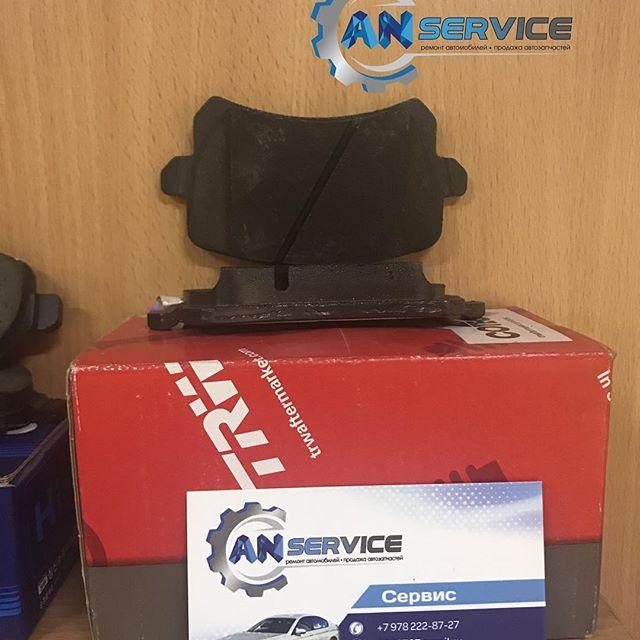 AN SERVICE
ремонт автомобилей • продажа автозапчастей
TRW
trwaftermarket.com
AN SERVICE
ремонт автомобилей • продажа автозапчастей
Сервис
+7 978 222-87-27